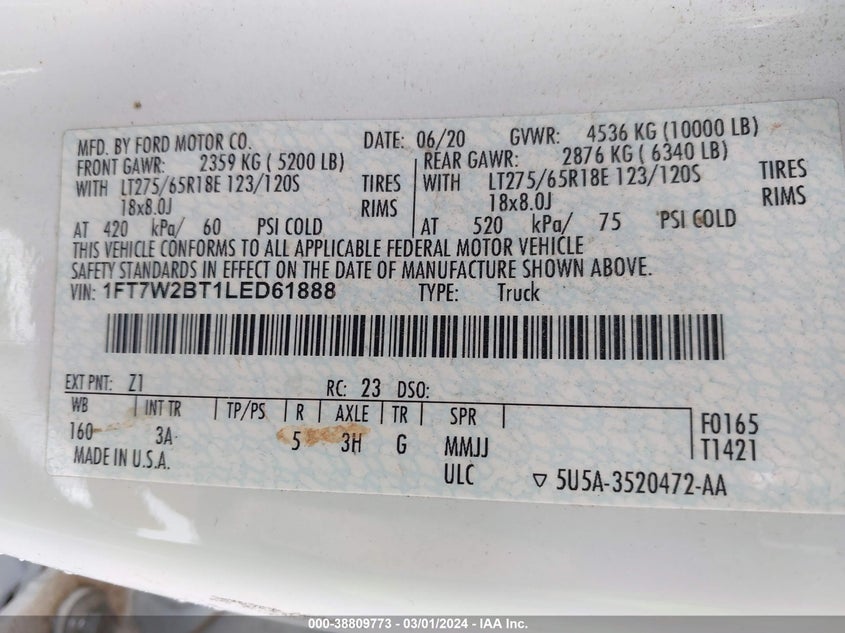 MFD. BY FORD MOTOR CO. DATE: 06/20 GVWR: 4536 KG (10000 LB)
FRONT GAWR: 2359 KG ( 5200 LB) REAR GAWR: 2876 KG ( 6340 LB)
WITH LT275/65R18E 123/120S TIRES WITH LT275/65R18E 123/120S TIRES
18x8.0J RIMS 18x8.0J RIMS
AT 420 kPa/ 60 PSI COLD AT 520 kPa/ 75 PSI COLD
THIS VEHICLE CONFORMS TO ALL APPLICABLE FEDERAL MOTOR VEHICLE
SAFETY STANDARDS IN EFFECT ON THE DATE OF MANUFACTURE SHOWN ABOVE.
VIN: 1FT7W2BT1LED61888 TYPE: Truck
EXT PNT: Z1 RC: 23 DSO:
WB INT TR TP/PS R AXLE TR SPR F0165
160 3A 5 3H G MMJJ T1421
MADE IN U.S.A. ULC 5U5A-3520472-AA
000-38809773 - 03/01/2024 - IAA Inc.